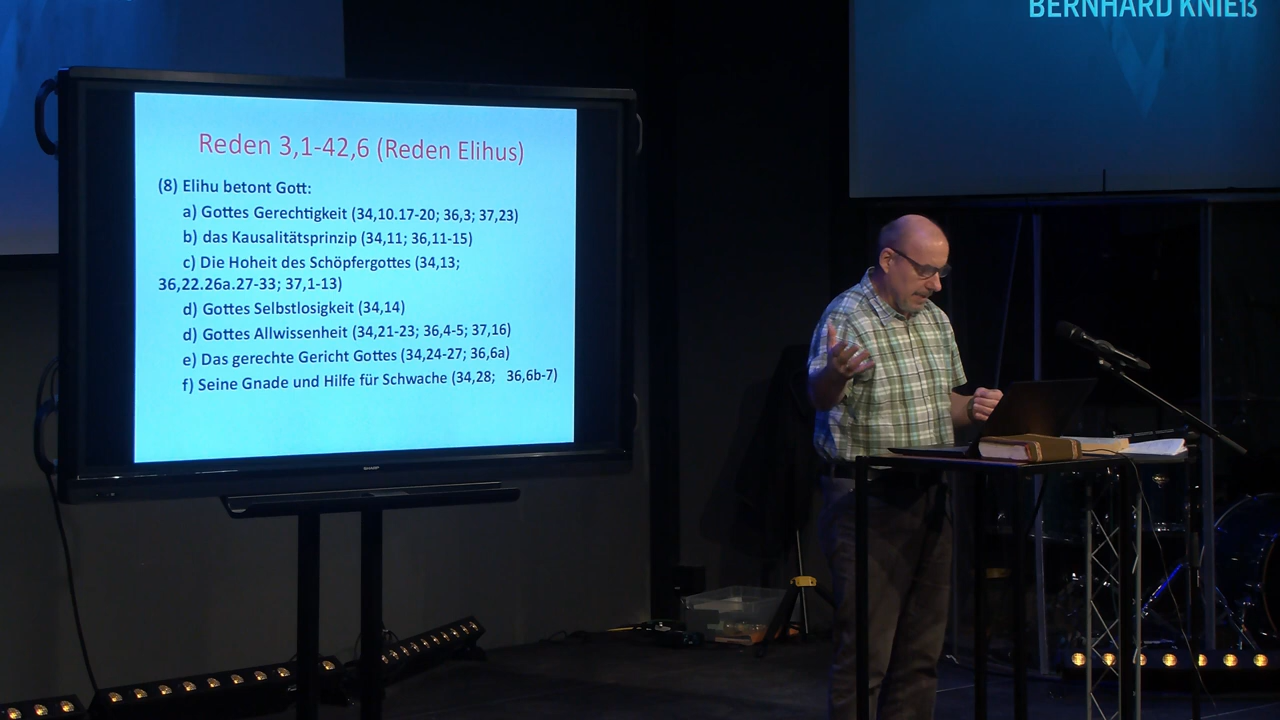 BERNHARD KNIEß
Reden 3,1-42,6 (Reden Elihus)
(8) Elihu betont Gott:
a) Gottes Gerechtigkeit (34,10.17-20; 36,3; 37,23)
b) das Kausalitätsprinzip (34,11; 36,11-15)
c) Die Hoheit des Schöpfergottes (34,13;
36,22.26a.27-33; 37,1-13)
d) Gottes Selbstlosigkeit (34,14)
d) Gottes Allwissenheit (34,21-23; 36,4-5; 37,16)
e) Das gerechte Gericht Gottes (34,24-27; 36,6a)
f) Seine Gnade und Hilfe für Schwache (34,28; 36,6b-7)
SHARP